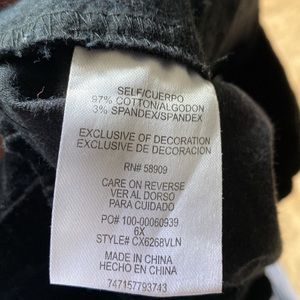 SELF/CUERPO
97% COTTON/ALGODON
3% SPANDEX/SPANDEX
EXCLUSIVE OF DECORATION
EXCLUSIVE DE DECORACION
RN# 58909
CARE ON REVERSE
VER AL DORSO
PARA CUIDADO
PO# 100-00060939
6X
STYLE# CX6268VLN
MADE IN CHINA
HECHO EN CHINA
747157793743